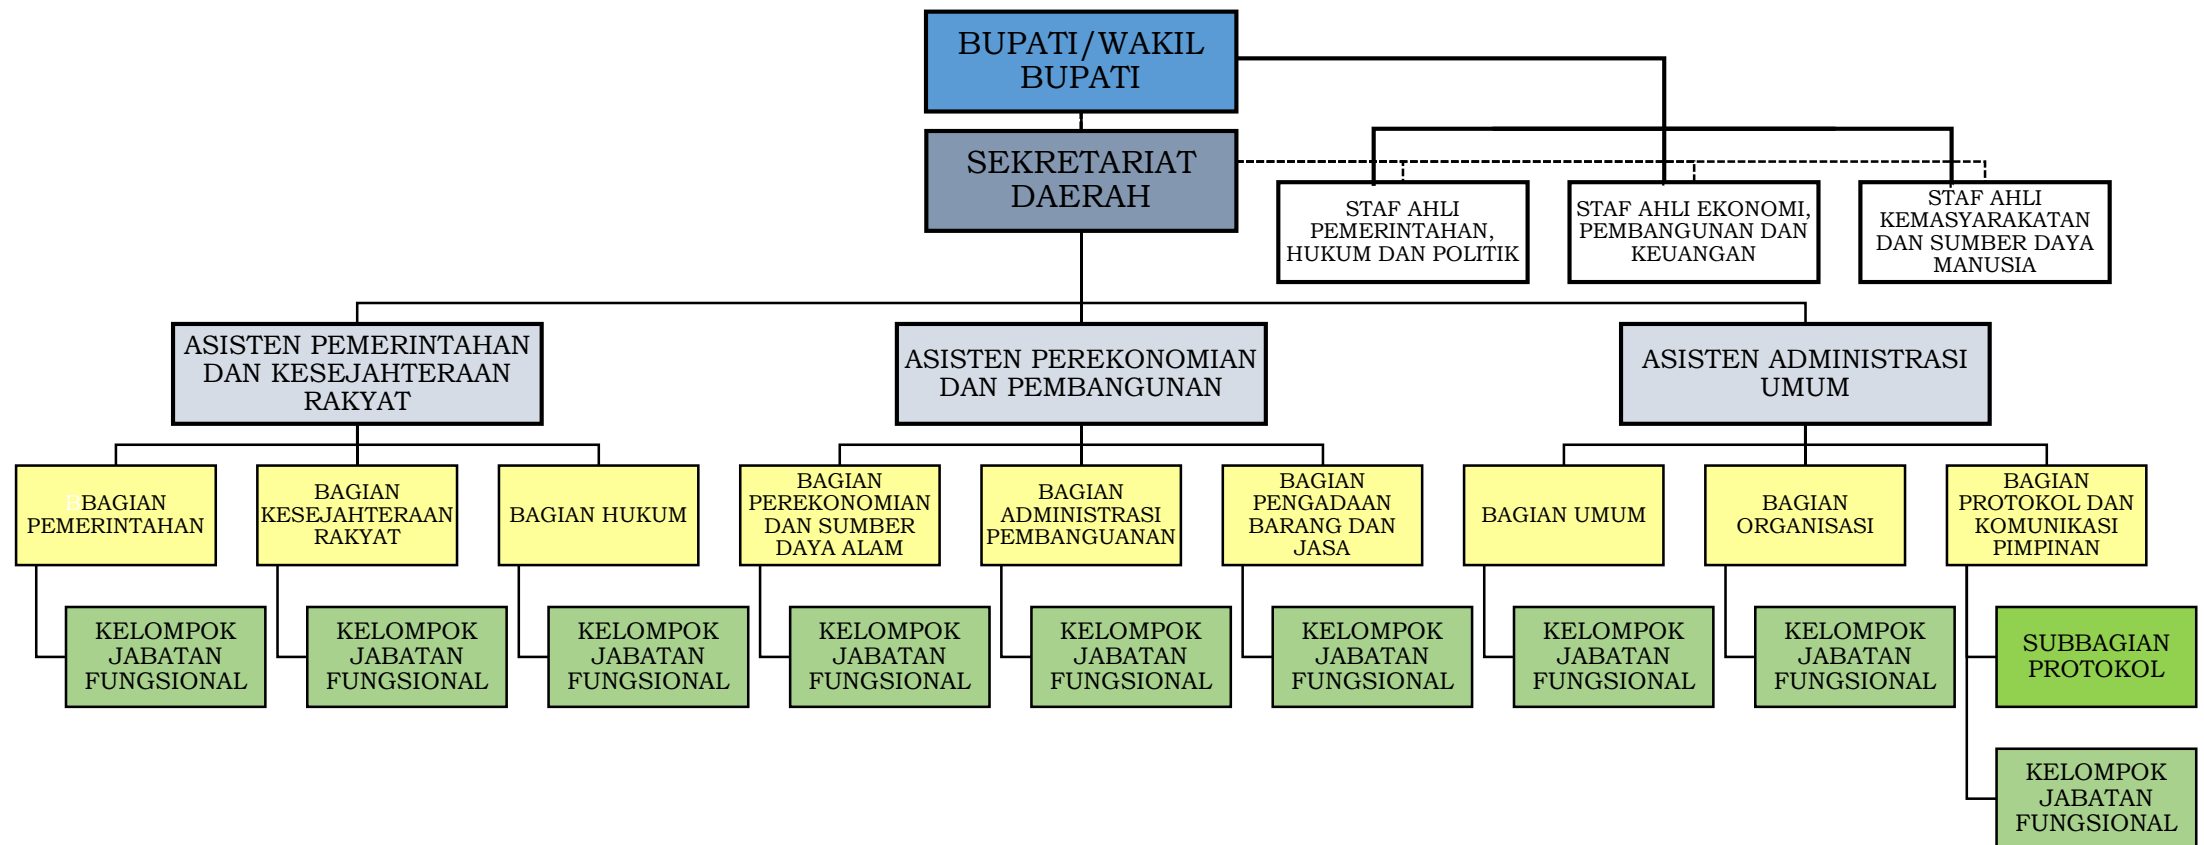 BUPATI/WAKIL
BUPATI
SEKRETARIAT
DAERAH
STAF AHLI
PEMERINTAHAN,
HUKUM DAN POLITIK
STAF AHLI EKONOMI,
PEMBANGUNAN DAN
KEUANGAN
STAF AHLI
KEMASYARAKATAN
DAN SUMBER DAYA
MANUSIA
ASISTEN PEMERINTAHAN
DAN KESEJAHTERAAN
RAKYAT
ASISTEN PEREKONOMIAN
DAN PEMBANGUNAN
ASISTEN ADMINISTRASI
UMUM
BBAGIAN
PEMERINTAHAN
BAGIAN
KESEJAHTERAAN
RAKYAT
BAGIAN HUKUM
BAGIAN
PEREKONOMIAN
DAN SUMBER
DAYA ALAM
BAGIAN
ADMINISTRASI
PEMBANGUANAN
BAGIAN
PENGADAAN
BARANG DAN
JASA
BAGIAN UMUM
BAGIAN
ORGANISASI
BAGIAN
PROTOKOL DAN
KOMUNIKASI
PIMPINAN
KELOMPOK
JABATAN
FUNGSIONAL
KELOMPOK
JABATAN
FUNGSIONAL
KELOMPOK
JABATAN
FUNGSIONAL
KELOMPOK
JABATAN
FUNGSIONAL
KELOMPOK
JABATAN
FUNGSIONAL
KELOMPOK
JABATAN
FUNGSIONAL
KELOMPOK
JABATAN
FUNGSIONAL
KELOMPOK
JABATAN
FUNGSIONAL
SUBBAGIAN
PROTOKOL
KELOMPOK
JABATAN
FUNGSIONAL